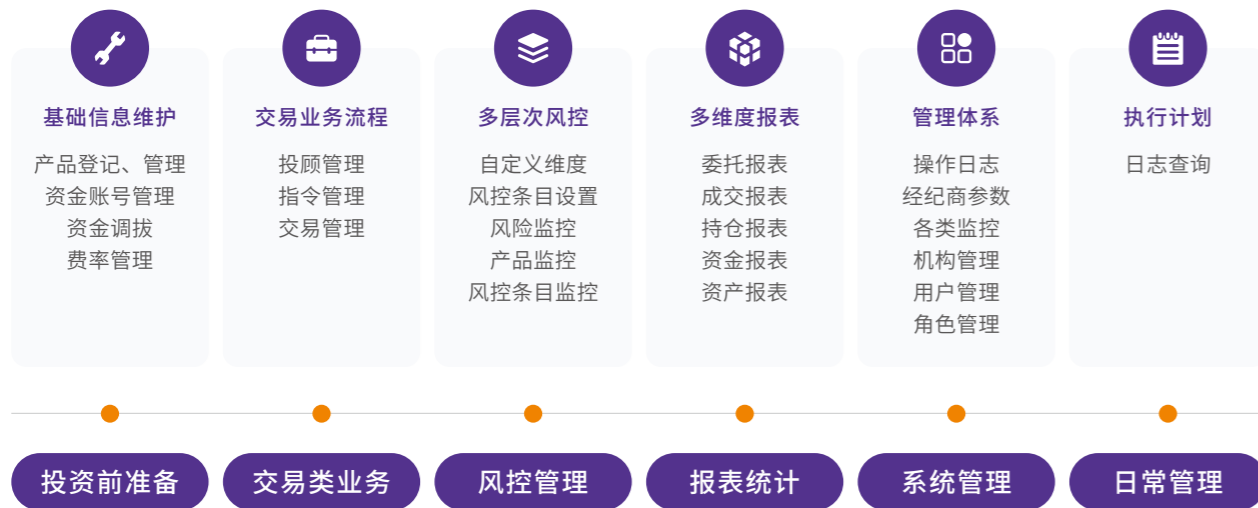 基础信息维护
产品登记、管理
资金账号管理
资金调拔
费率管理
交易业务流程
投顾管理
指令管理
交易管理
多层次风控
自定义维度
风控条目设置
风险监控
产品监控
风控条目监控
多维度报表
委托报表
成交报表
持仓报表
资金报表
资产报表
管理体系
操作日志
经纪商参数
各类监控
机构管理
用户管理
角色管理
执行计划
日志查询
投资前准备
交易类业务
风控管理
报表统计
系统管理
日常管理